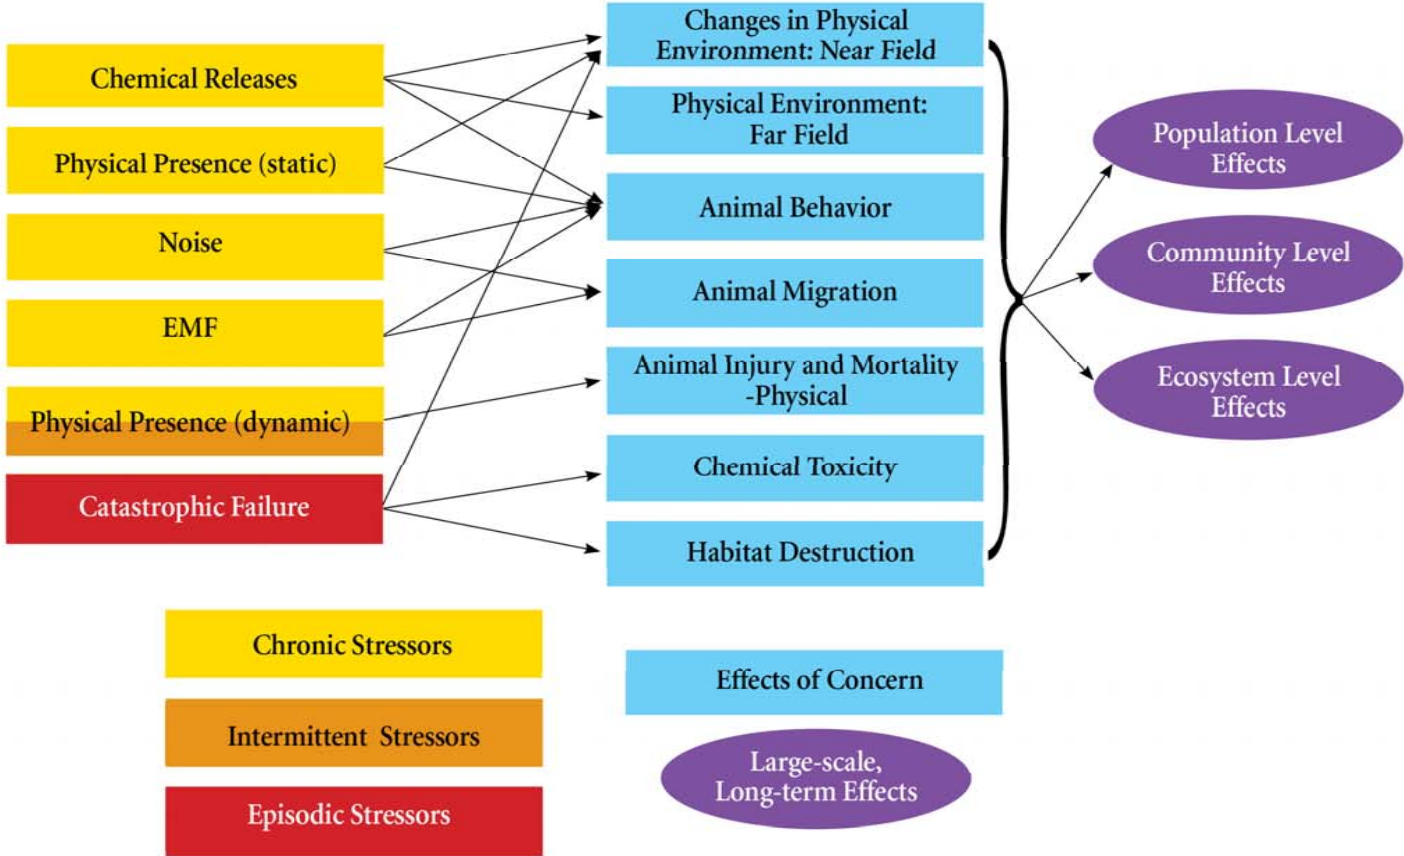 Chemical Releases
Physical Presence (static)
Noise
EMF
Physical Presence (dynamic)
Catastrophic Failure
Changes in Physical
Environment: Near Field
Physical Environment:
Far Field
Animal Behavior
Animal Migration
Animal Injury and Mortality
-Physical
Chemical Toxicity
Habitat Destruction
Population Level
Effects
Community Level
Effects
Ecosystem Level
Effects
Chronic Stressors
Intermittent Stressors
Episodic Stressors
Effects of Concern
Large-scale,
Long-term Effects